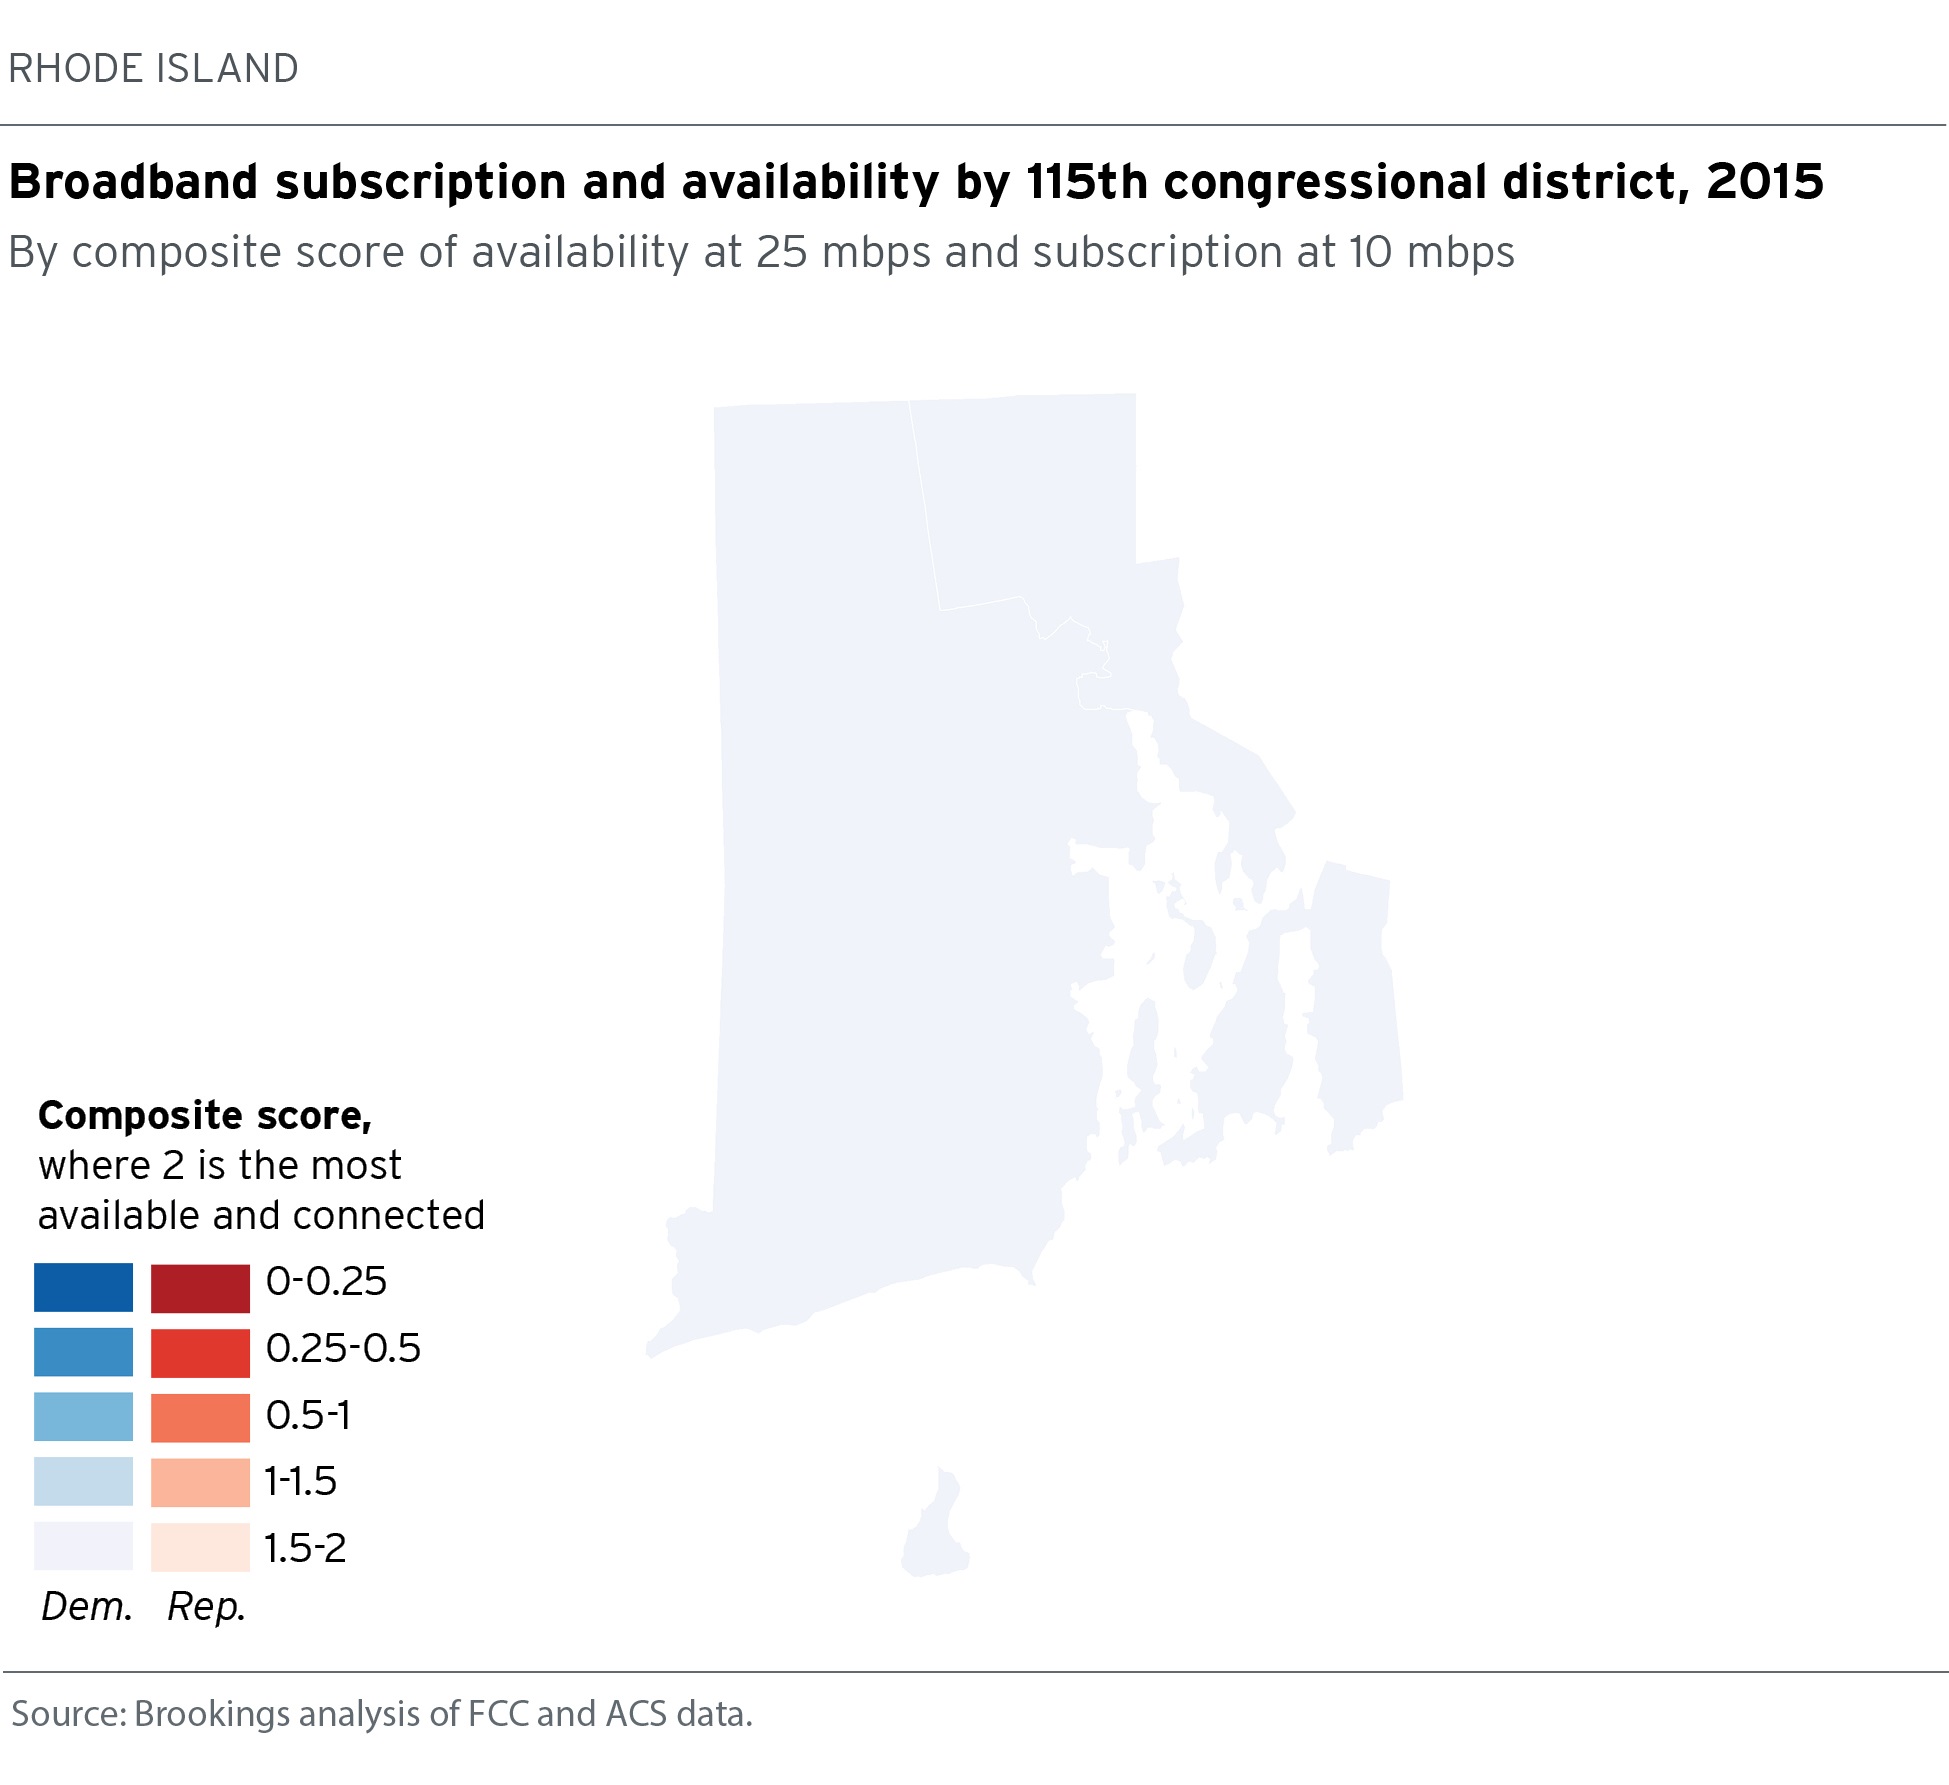 RHODE ISLAND
Broadband subscription and availability by 115th congressional district, 2015
By composite score of availability at 25 mbps and subscription at 10 mbps
Composite score,
where 2 is the most
available and connected
0-0.25
0.25-0.5
0.5-1
1-1.5
1.5-2
Dem. Rep.
Source: Brookings analysis of FCC and ACS data.